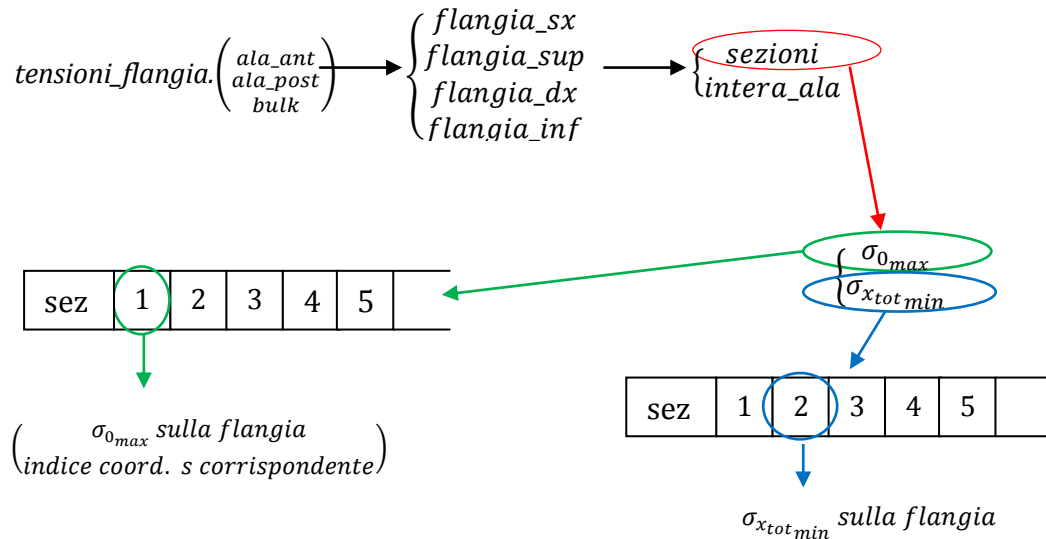 tensioni_flangia.
ala_ant
ala_post
bulk
flangia_sx
flangia_sup
flangia_dx
flangia_inf
sezioni
intera_ala
σ0max
σxtotmin
sez 1 2 3 4 5
sez 1 2 3 4 5
σ0max sulla flangia
indice coord. s corrispondente
σxtotmin sulla flangia